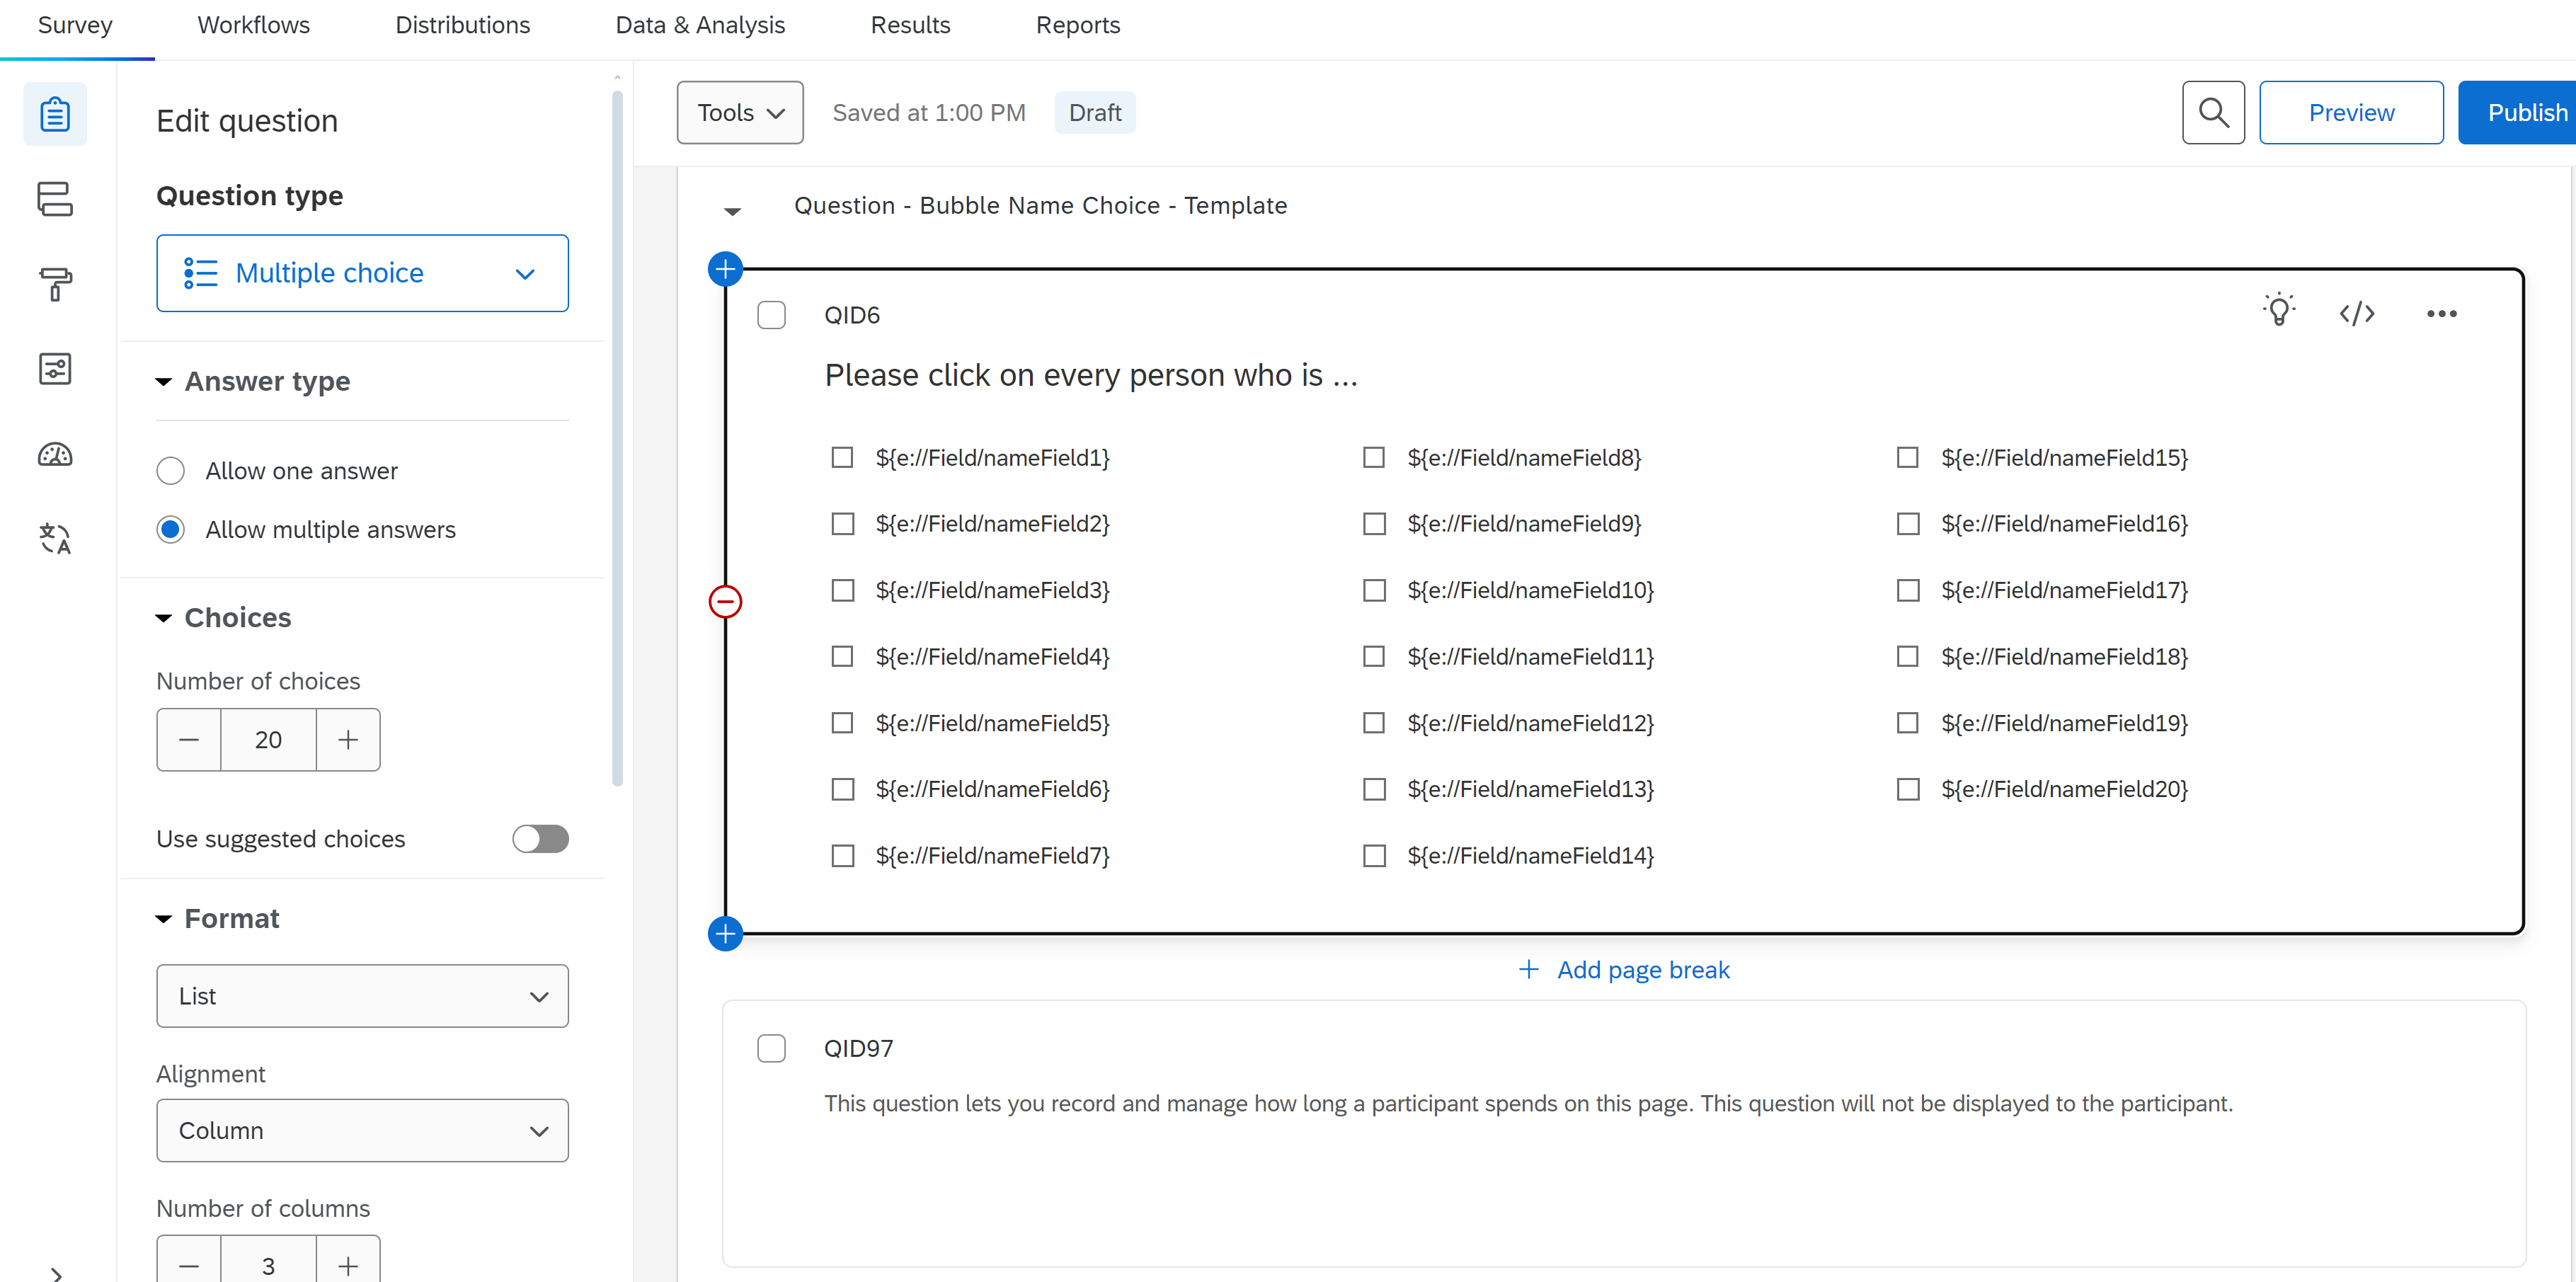 Survey Workflows Distributions Data & Analysis Results Reports
Edit question
Question type
Multiple choice
Answer type
Allow one answer
Allow multiple answers
Choices
Number of choices
20
Use suggested choices
Format
List
Alignment
Column
Number of columns
3
Tools Saved at 1:00 PM Draft Preview Publish
Question - Bubble Name Choice - Template
QID6
Please click on every person who is ...
${e://Field/nameField1} ${e://Field/nameField8} ${e://Field/nameField15}
${e://Field/nameField2} ${e://Field/nameField9} ${e://Field/nameField16}
${e://Field/nameField3} ${e://Field/nameField10} ${e://Field/nameField17}
${e://Field/nameField4} ${e://Field/nameField11} ${e://Field/nameField18}
${e://Field/nameField5} ${e://Field/nameField12} ${e://Field/nameField19}
${e://Field/nameField6} ${e://Field/nameField13} ${e://Field/nameField20}
${e://Field/nameField7} ${e://Field/nameField14}
Add page break
QID97
This question lets you record and manage how long a participant spends on this page. This question will not be displayed to the participant.